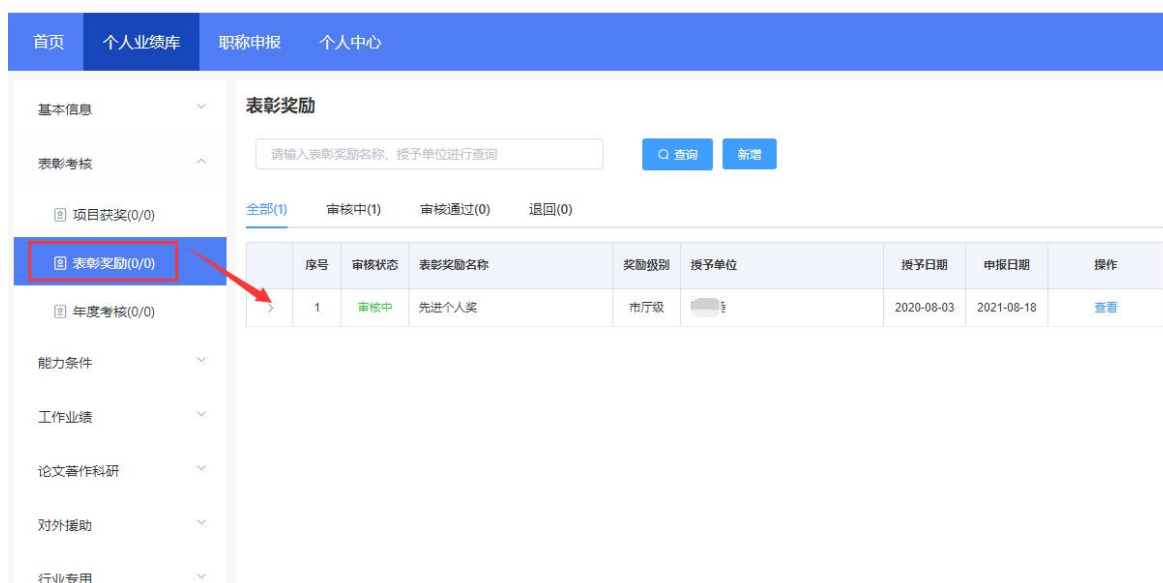 首页 个人业绩库 职称申报 个人中心
基本信息
表彰考核
项目获奖(0/0)
表彰奖励(0/0)
年度考核(0/0)
能力条件
工作业绩
论文著作科研
对外援助
行业专用
表彰奖励
请输入表彰奖励名称、授予单位进行查询 查询 新增
全部(1) 审核中(1) 审核通过(0) 退回(0)
序号 审核状态 表彰奖励名称 奖励级别 授予单位 授予日期 申报日期 操作
1 审核中 先进个人奖 市厅级 2020-08-03 2021-08-18 查看